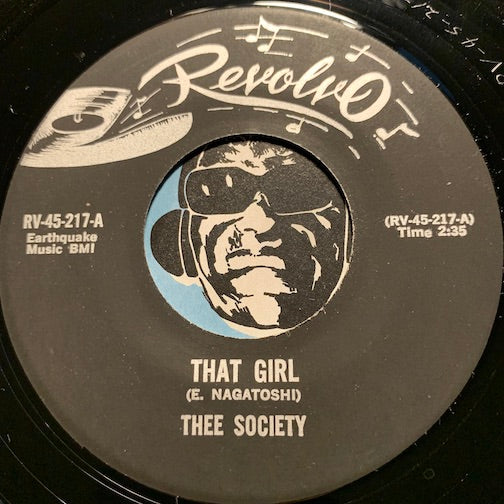 Revolvo
RV-45-217-A
Earthquake
Music BMI
(RV-45-217-A)
Time 2:35
THAT GIRL
(E. NAGATOSHI)
THEE SOCIETY